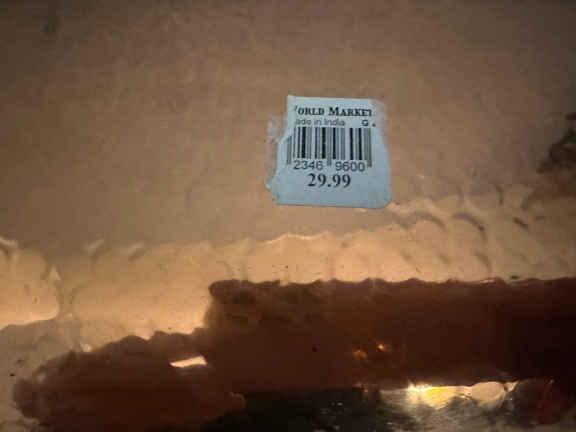 ORLD MARKET
ade in India G
2346 9600
29.99